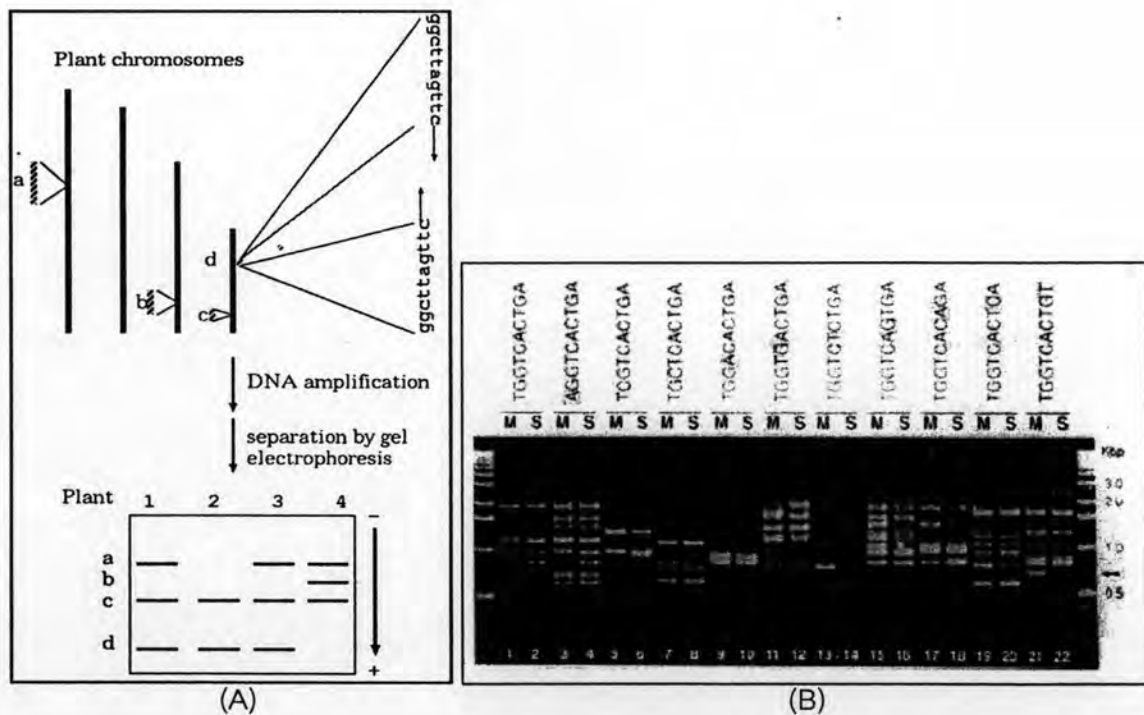 Plant chromosomes
a
b
c
d
ggcttagttc
DNA amplification
separation by gel
electrophoresis
Plant 1 2 3 4
−
a
b
c
d
+
(A)
TGGTCACTGA
AGGTCACTGA
TCGTCACTGA
TGCTCACTGA
TGGACACTGA
TGGTGACTGA
TGGTCTCTGA
TGGTCAGTGA
TGGTCACAGA
TGGTCACTCA
TGGTCACTGT
M S M S M S M S M S M S M S M S M S M S M S
Kbp
3.0
2.0
1.0
0.5
1 2 3 4 5 6 7 8 9 10 11 12 13 14 15 16 17 18 19 20 21 22
(B)